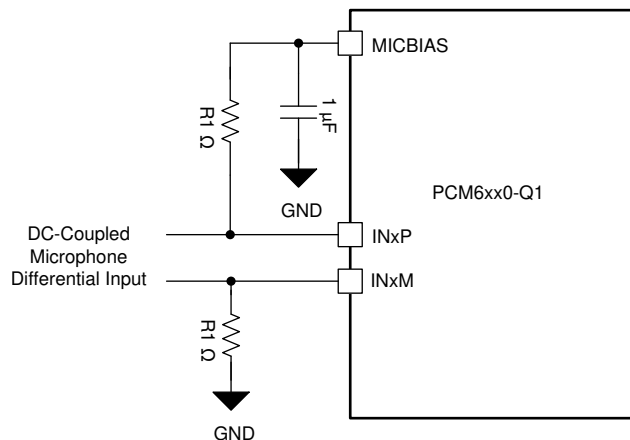 MICBIAS
R1 Ω
1 µF
GND
PCM6xx0-Q1
DC-Coupled
Microphone
Differential Input
INxP
INxM
R1 Ω
GND